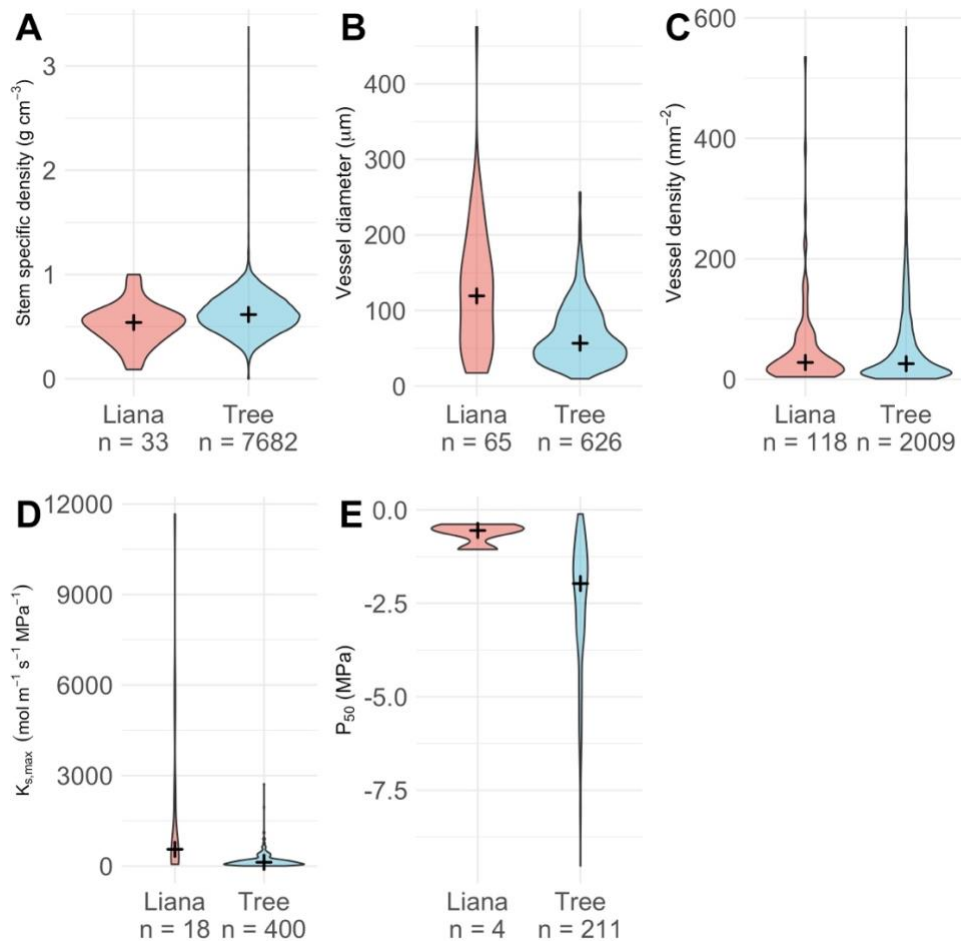 A
Stem specific density (g cm⁻³)
3
2
1
0
Liana
n = 33
Tree
n = 7682
B
Vessel diameter (μm)
400
300
200
100
0
Liana
n = 65
Tree
n = 626
C
Vessel density (mm⁻²)
600
400
200
0
Liana
n = 118
Tree
n = 2009
D
Kₛ,ₘₐₓ (mol m⁻¹ s⁻¹ MPa⁻¹)
12000
9000
6000
3000
0
Liana
n = 18
Tree
n = 400
E
P₅₀ (MPa)
0.0
-2.5
-5.0
-7.5
Liana
n = 4
Tree
n = 211